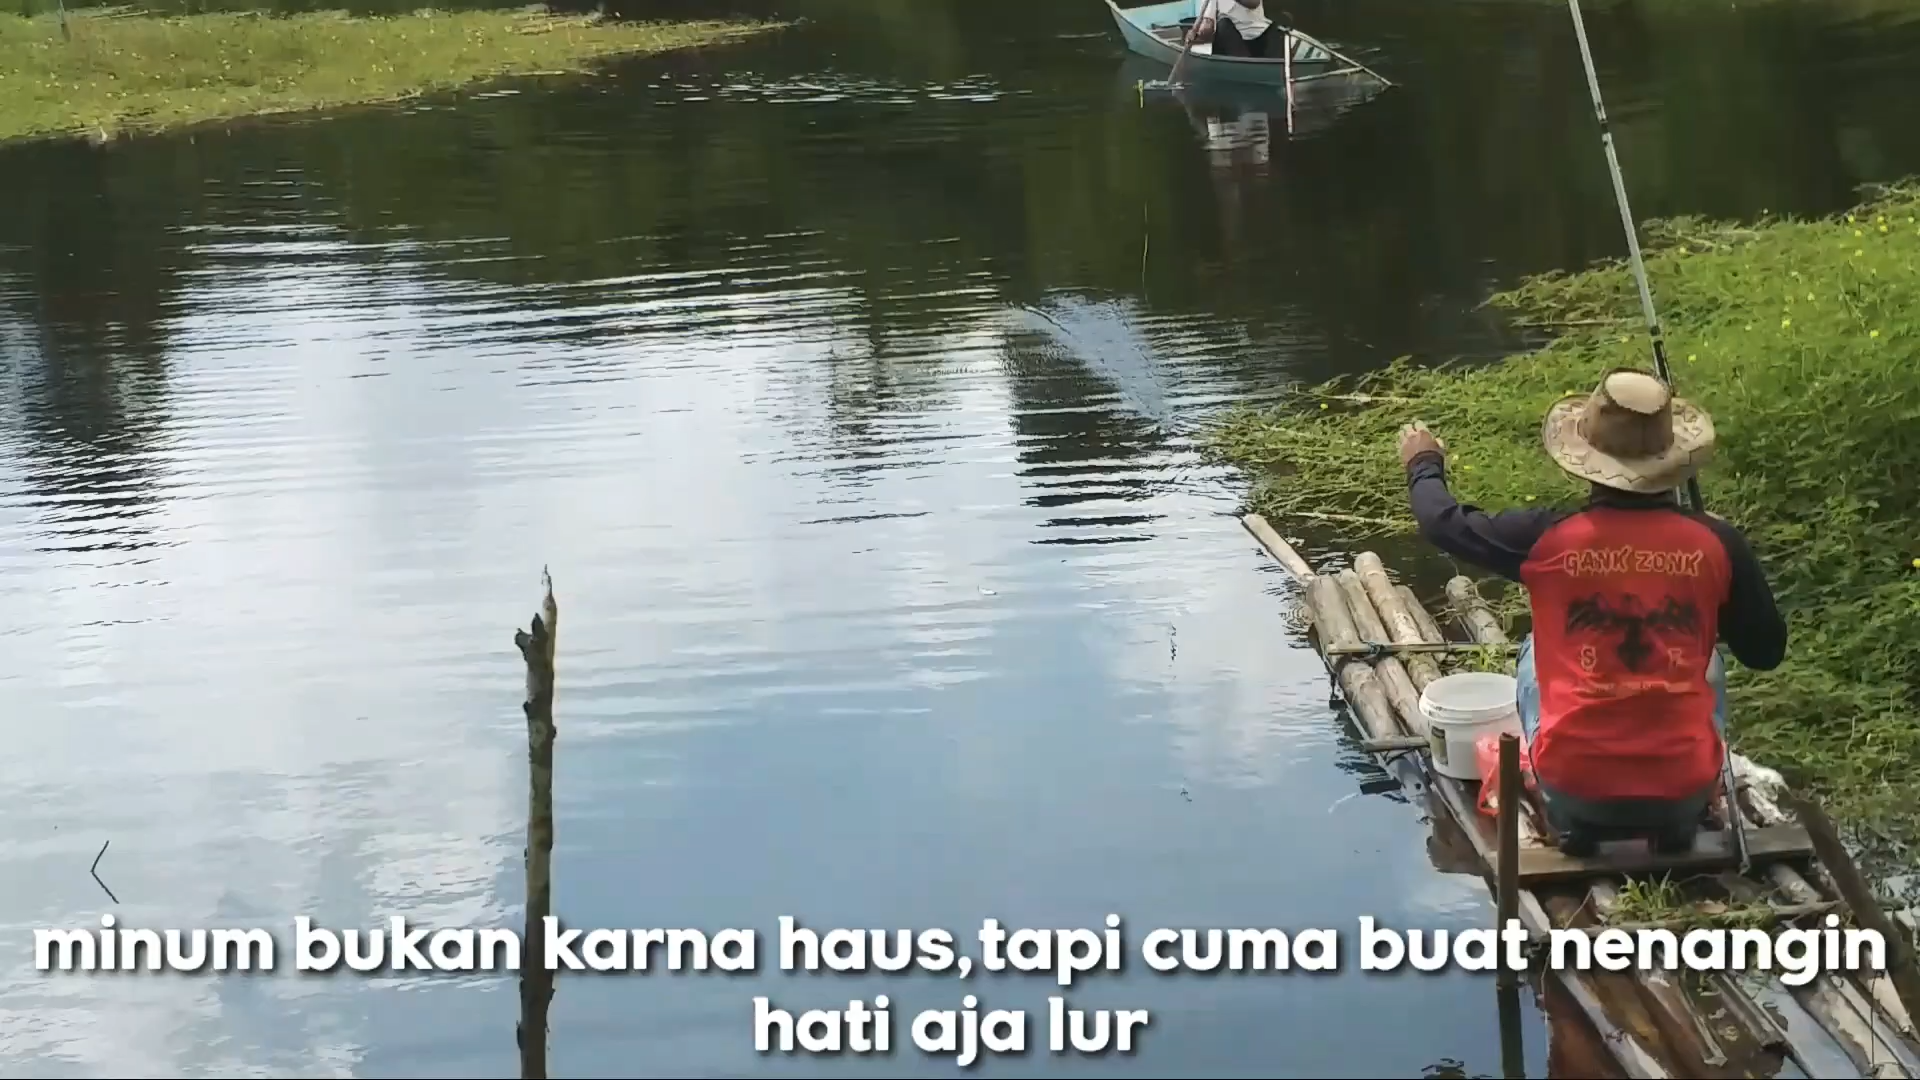 GANK ZONK
S
minum bukan karna haus,tapi cuma buat nenangin
hati aja lur